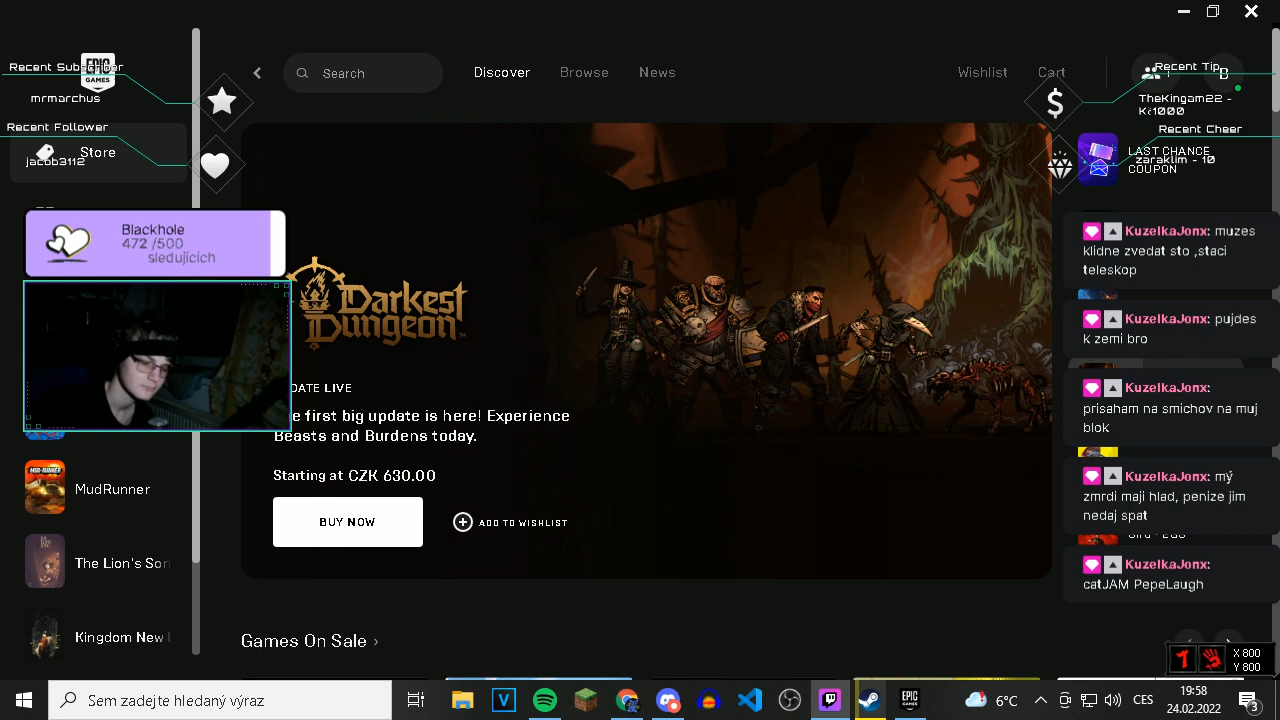 EPIC
GAMES
Recent Subscriber
mrmarchus
Recent Follower
jacob3112
Store
Search
Discover
Browse
News
Wishlist
Cart
Recent Tip
B
TheKingam22 -
Kč1000
Recent Cheer
LAST CHANCE
COUPON
zaraklim - 10
Blackhole
472 /500
sledujících
Darkest
Dungeon
DATE LIVE
e first big update is here! Experience
Beasts and Burdens today.
Starting at CZK 630.00
BUY NOW
ADD TO WISHLIST
KuzelkaJonx: muzes
klidne zvedat sto ,staci
teleskop
KuzelkaJonx: pujdes
k zemi bro
KuzelkaJonx:
prisaham na smichov na muj
blok
KuzelkaJonx: mý
zmrdi maji hlad, penize jim
nedaj spat
KuzelkaJonx:
catJAM PepeLaugh
MudRunner
The Lion's Son
Kingdom New
Games On Sale
X 800
Y 800
Sem zadejte hledaný výraz
6°C
CES
19:58
24.02.2022
3